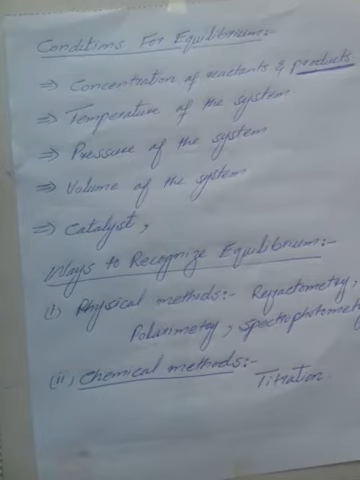 Conditions For Equilibrium:-
⇒ Concentration of reactants & products
⇒ Temperature of the system.
⇒ Pressure of the system
⇒ Volume of the system
⇒ Catalyst,
Ways to Recognize Equilibrium:-
(i) Physical methods:- Refractometry,
Polarimetry, spectrophotomet
(ii) Chemical methods:-
Titration.